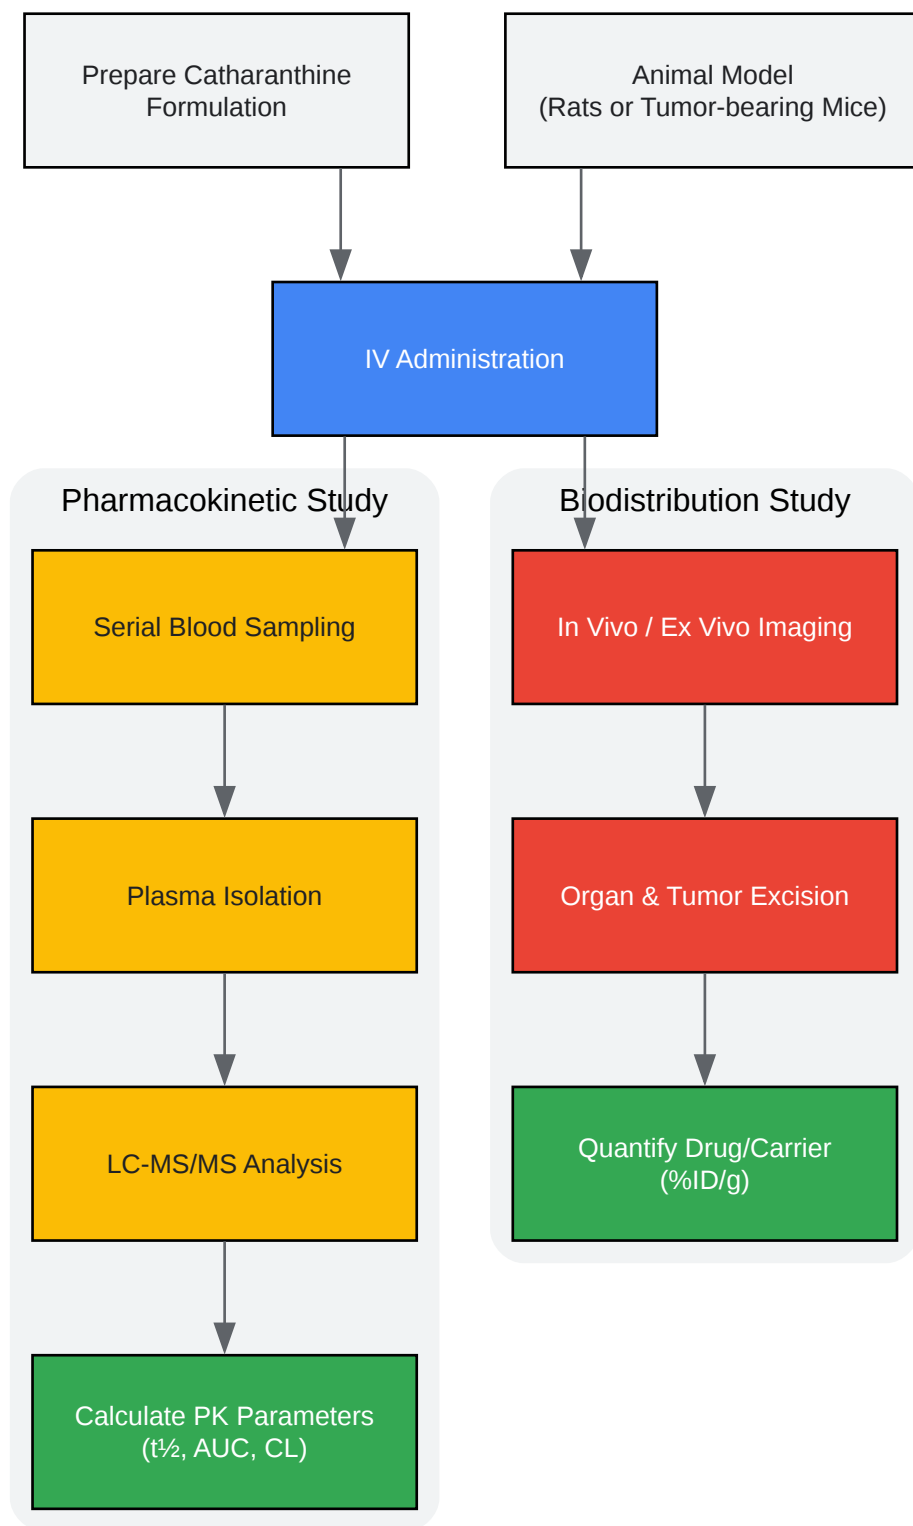 Prepare Catharanthine
Formulation
Animal Model
(Rats or Tumor-bearing Mice)
IV Administration
Pharmacokinetic Study
Serial Blood Sampling
Plasma Isolation
LC-MS/MS Analysis
Calculate PK Parameters
(t½, AUC, CL)
Biodistribution Study
In Vivo / Ex Vivo Imaging
Organ & Tumor Excision
Quantify Drug/Carrier
(%ID/g)